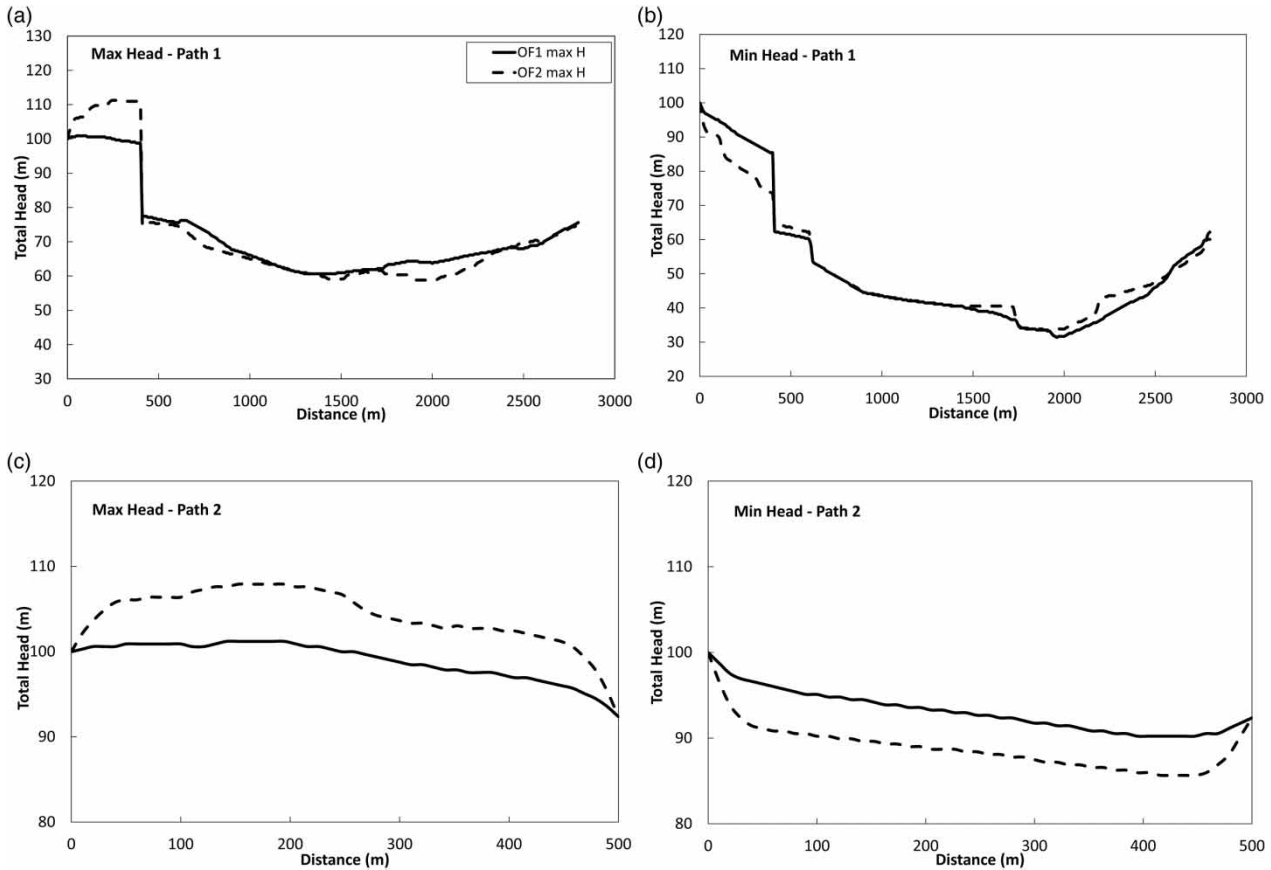 (a)
Max Head - Path 1
OF1 max H
OF2 max H
130
120
110
100
90
80
70
60
50
40
30
Total Head (m)
0 500 1000 1500 2000 2500 3000
Distance (m)
(b)
Min Head - Path 1
120
110
100
90
80
70
60
50
40
30
20
Total Head (m)
0 500 1000 1500 2000 2500 3000
Distance (m)
(c)
Max Head - Path 2
120
110
100
90
80
Total Head (m)
0 100 200 300 400 500
Distance (m)
(d)
Min Head - Path 2
120
110
100
90
80
Total Head (m)
0 100 200 300 400 500
Distance (m)